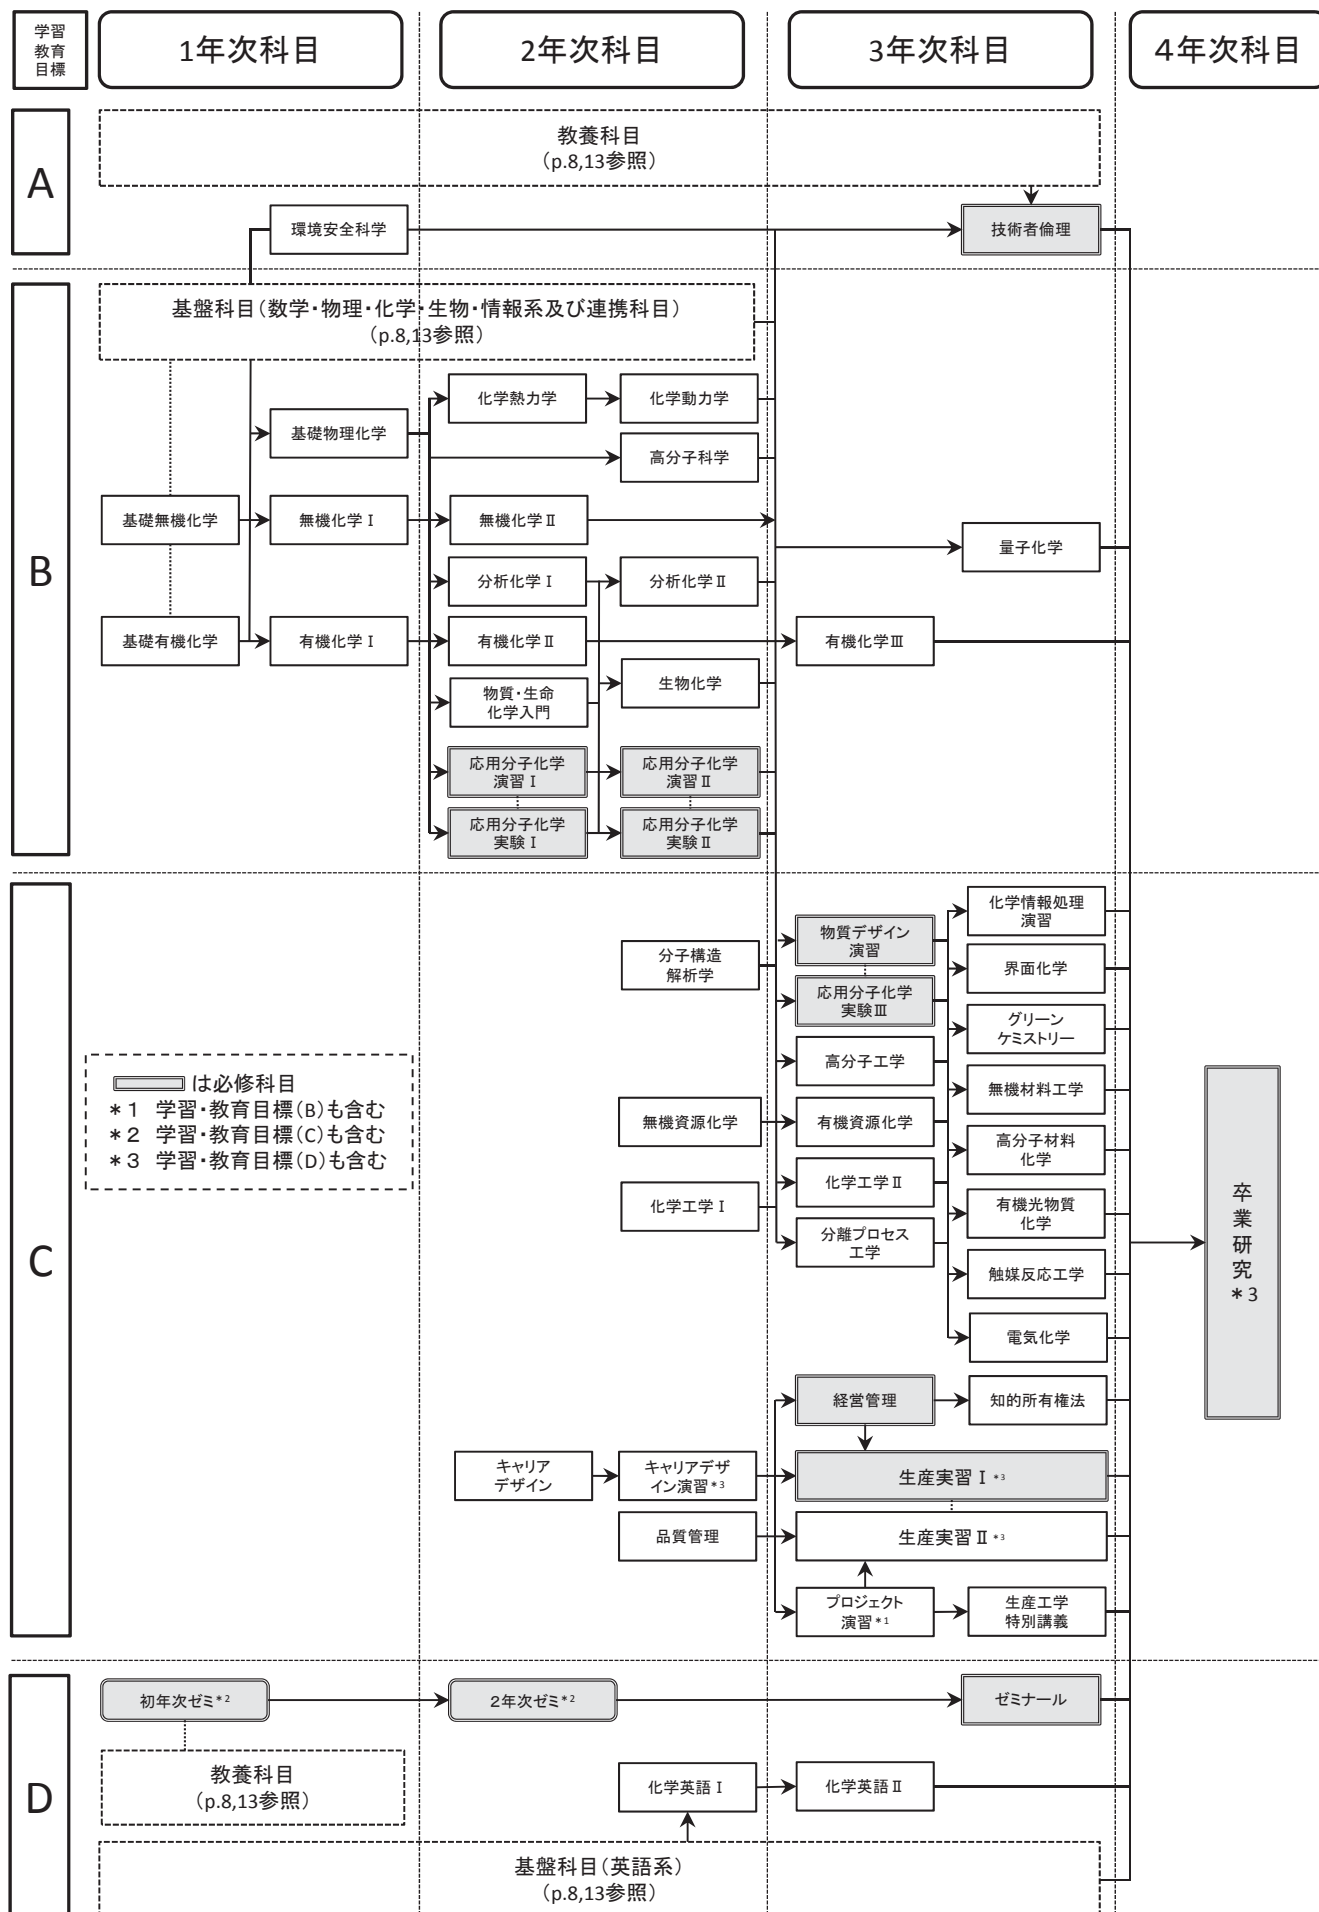 学習
教育
目標
1年次科目
2年次科目
3年次科目
4年次科目
A
教養科目
(p.8,13参照)
環境安全科学
技術者倫理
B
基盤科目(数学・物理・化学・生物・情報系及び連携科目)
(p.8,13参照)
化学熱力学
化学動力学
基礎物理化学
高分子科学
基礎無機化学
無機化学Ⅰ
無機化学Ⅱ
量子化学
分析化学Ⅰ
分析化学Ⅱ
基礎有機化学
有機化学Ⅰ
有機化学Ⅱ
有機化学Ⅲ
物質・生命
化学入門
生物化学
応用分子化学
演習Ⅰ
応用分子化学
演習Ⅱ
応用分子化学
実験Ⅰ
応用分子化学
実験Ⅱ
C
分子構造
解析学
物質デザイン
演習
応用分子化学
実験Ⅲ
高分子工学
無機資源化学
有機資源化学
化学工学Ⅰ
化学工学Ⅱ
分離プロセス
工学
化学情報処理
演習
界面化学
グリーン
ケミストリー
無機材料工学
高分子材料
化学
有機光物質
化学
触媒反応工学
電気化学
は必修科目
*1 学習・教育目標(B)も含む
*2 学習・教育目標(C)も含む
*3 学習・教育目標(D)も含む
卒業研究*3
経営管理
知的所有権法
キャリア
デザイン
キャリアデザ
イン演習*3
生産実習Ⅰ*3
品質管理
生産実習Ⅱ*3
プロジェクト
演習*1
生産工学
特別講義
D
初年次ゼミ*2
2年次ゼミ*2
ゼミナール
教養科目
(p.8,13参照)
化学英語Ⅰ
化学英語Ⅱ
基盤科目(英語系)
(p.8,13参照)